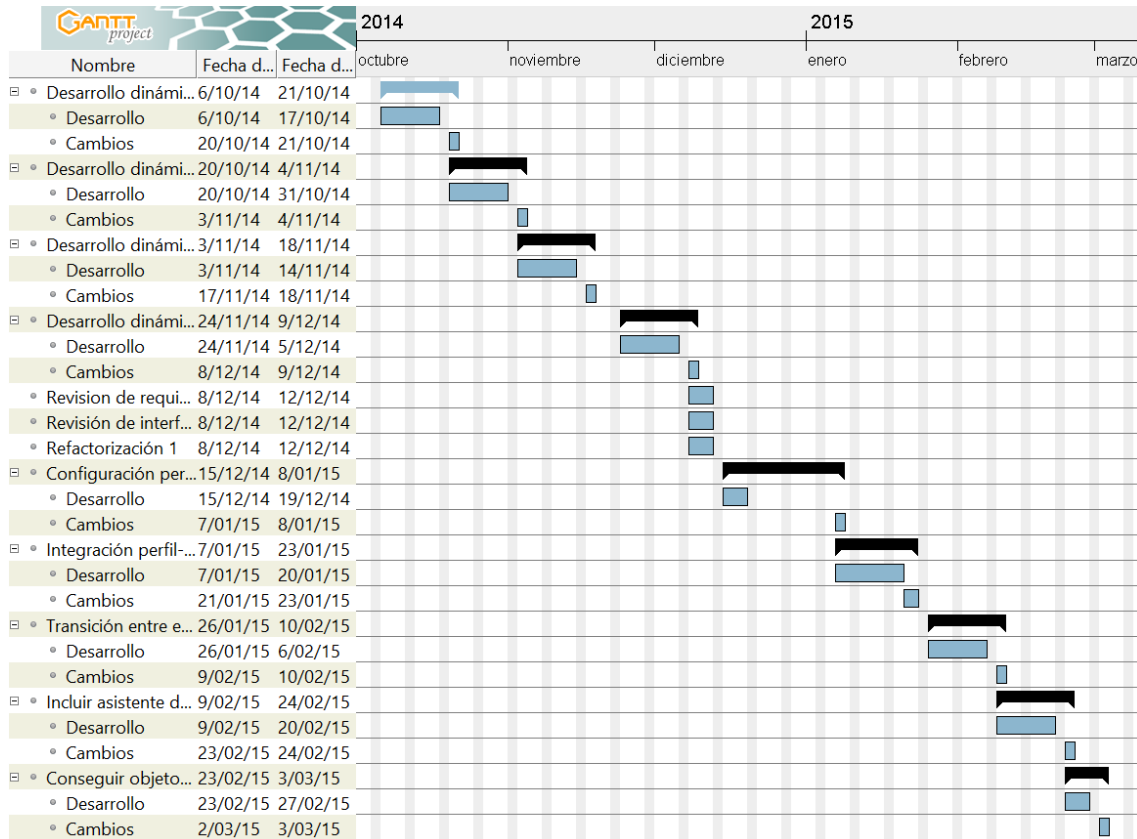 GANTT project
2014 2015
Nombre Fecha d... Fecha d... octubre noviembre diciembre enero febrero marzo
Desarrollo dinámi... 6/10/14 21/10/14
Desarrollo 6/10/14 17/10/14
Cambios 20/10/14 21/10/14
Desarrollo dinámi... 20/10/14 4/11/14
Desarrollo 20/10/14 31/10/14
Cambios 3/11/14 4/11/14
Desarrollo dinámi... 3/11/14 18/11/14
Desarrollo 3/11/14 14/11/14
Cambios 17/11/14 18/11/14
Desarrollo dinámi... 24/11/14 9/12/14
Desarrollo 24/11/14 5/12/14
Cambios 8/12/14 9/12/14
Revision de requi... 8/12/14 12/12/14
Revisión de interf... 8/12/14 12/12/14
Refactorización 1 8/12/14 12/12/14
Configuración per... 15/12/14 8/01/15
Desarrollo 15/12/14 19/12/14
Cambios 7/01/15 8/01/15
Integración perfil-... 7/01/15 23/01/15
Desarrollo 7/01/15 20/01/15
Cambios 21/01/15 23/01/15
Transición entre e... 26/01/15 10/02/15
Desarrollo 26/01/15 6/02/15
Cambios 9/02/15 10/02/15
Incluir asistente d... 9/02/15 24/02/15
Desarrollo 9/02/15 20/02/15
Cambios 23/02/15 24/02/15
Conseguir objeto... 23/02/15 3/03/15
Desarrollo 23/02/15 27/02/15
Cambios 2/03/15 3/03/15